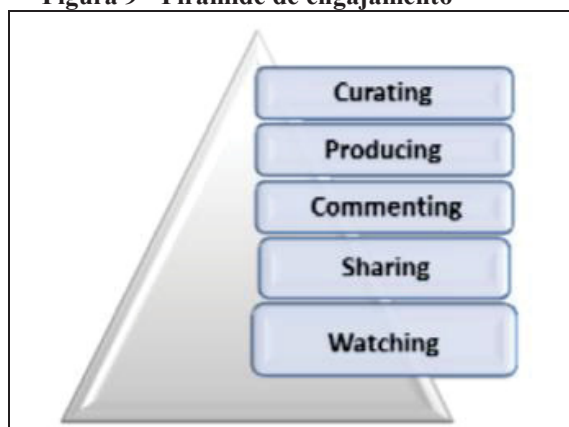 Figura 9 - Pirâmide de engajamento
Curating
Producing
Commenting
Sharing
Watching